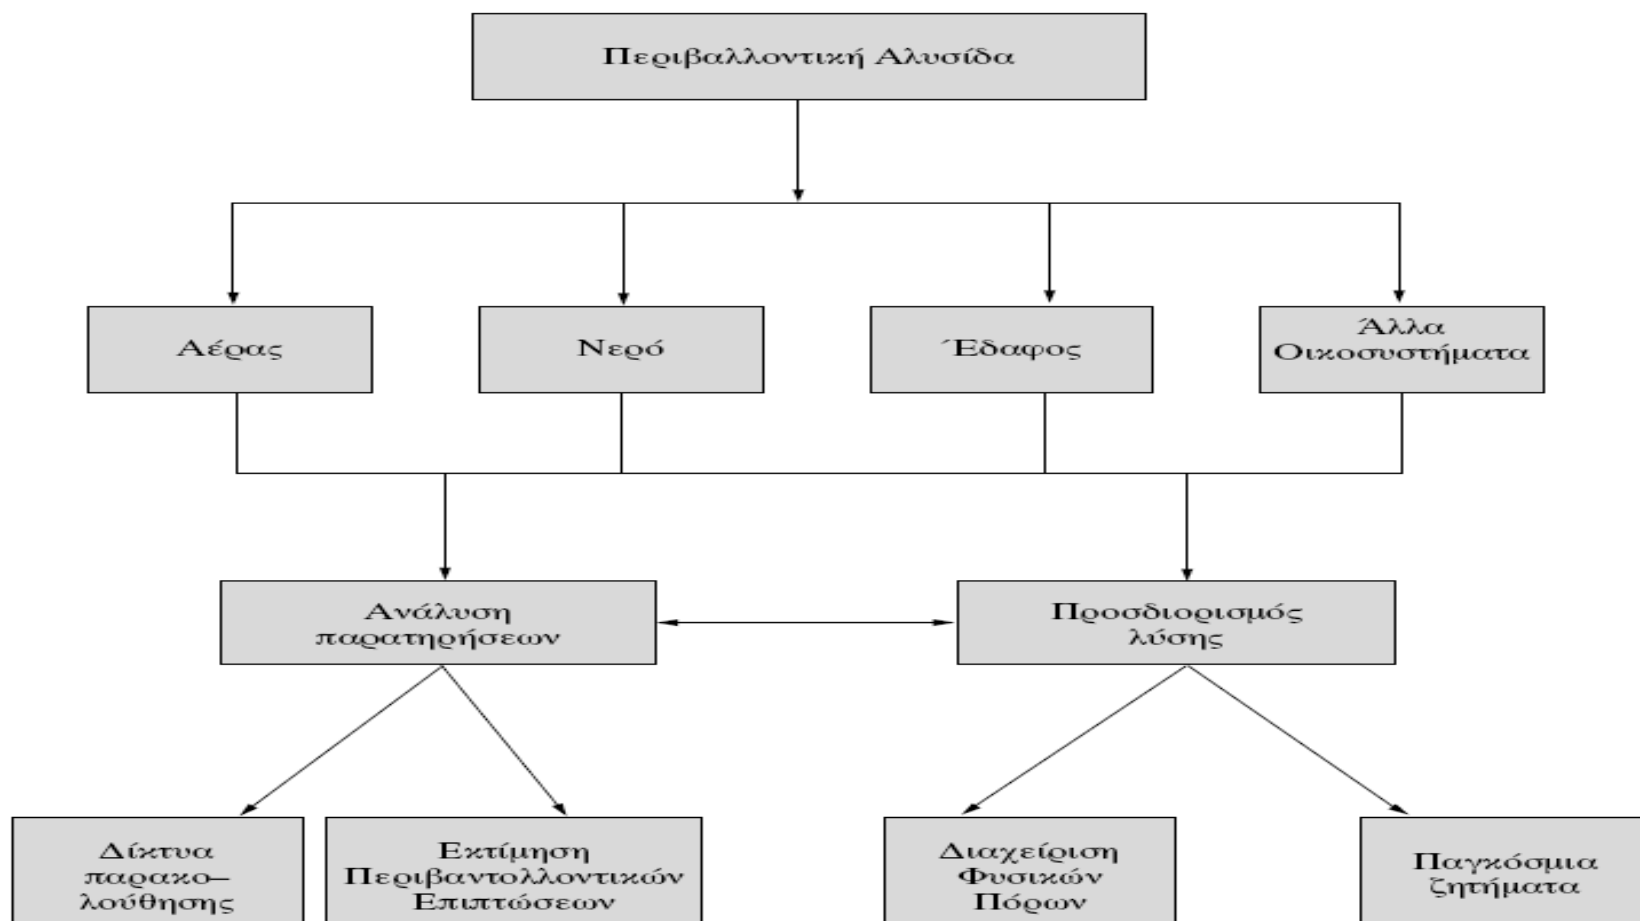 Περιβαλλοντική Αλυσίδα
Αέρας
Νερό
Έδαφος
Άλλα
Οικοσυστήματα
Ανάλυση
παρατηρήσεων
Προσδιορισμός
λύσης
Δίκτυα
παρακο–
λούθησης
Εκτίμηση
Περιβαντολλοντικών
Επιπτώσεων
Διαχείριση
Φυσικών
Πόρων
Παγκόσμια
ζητήματα